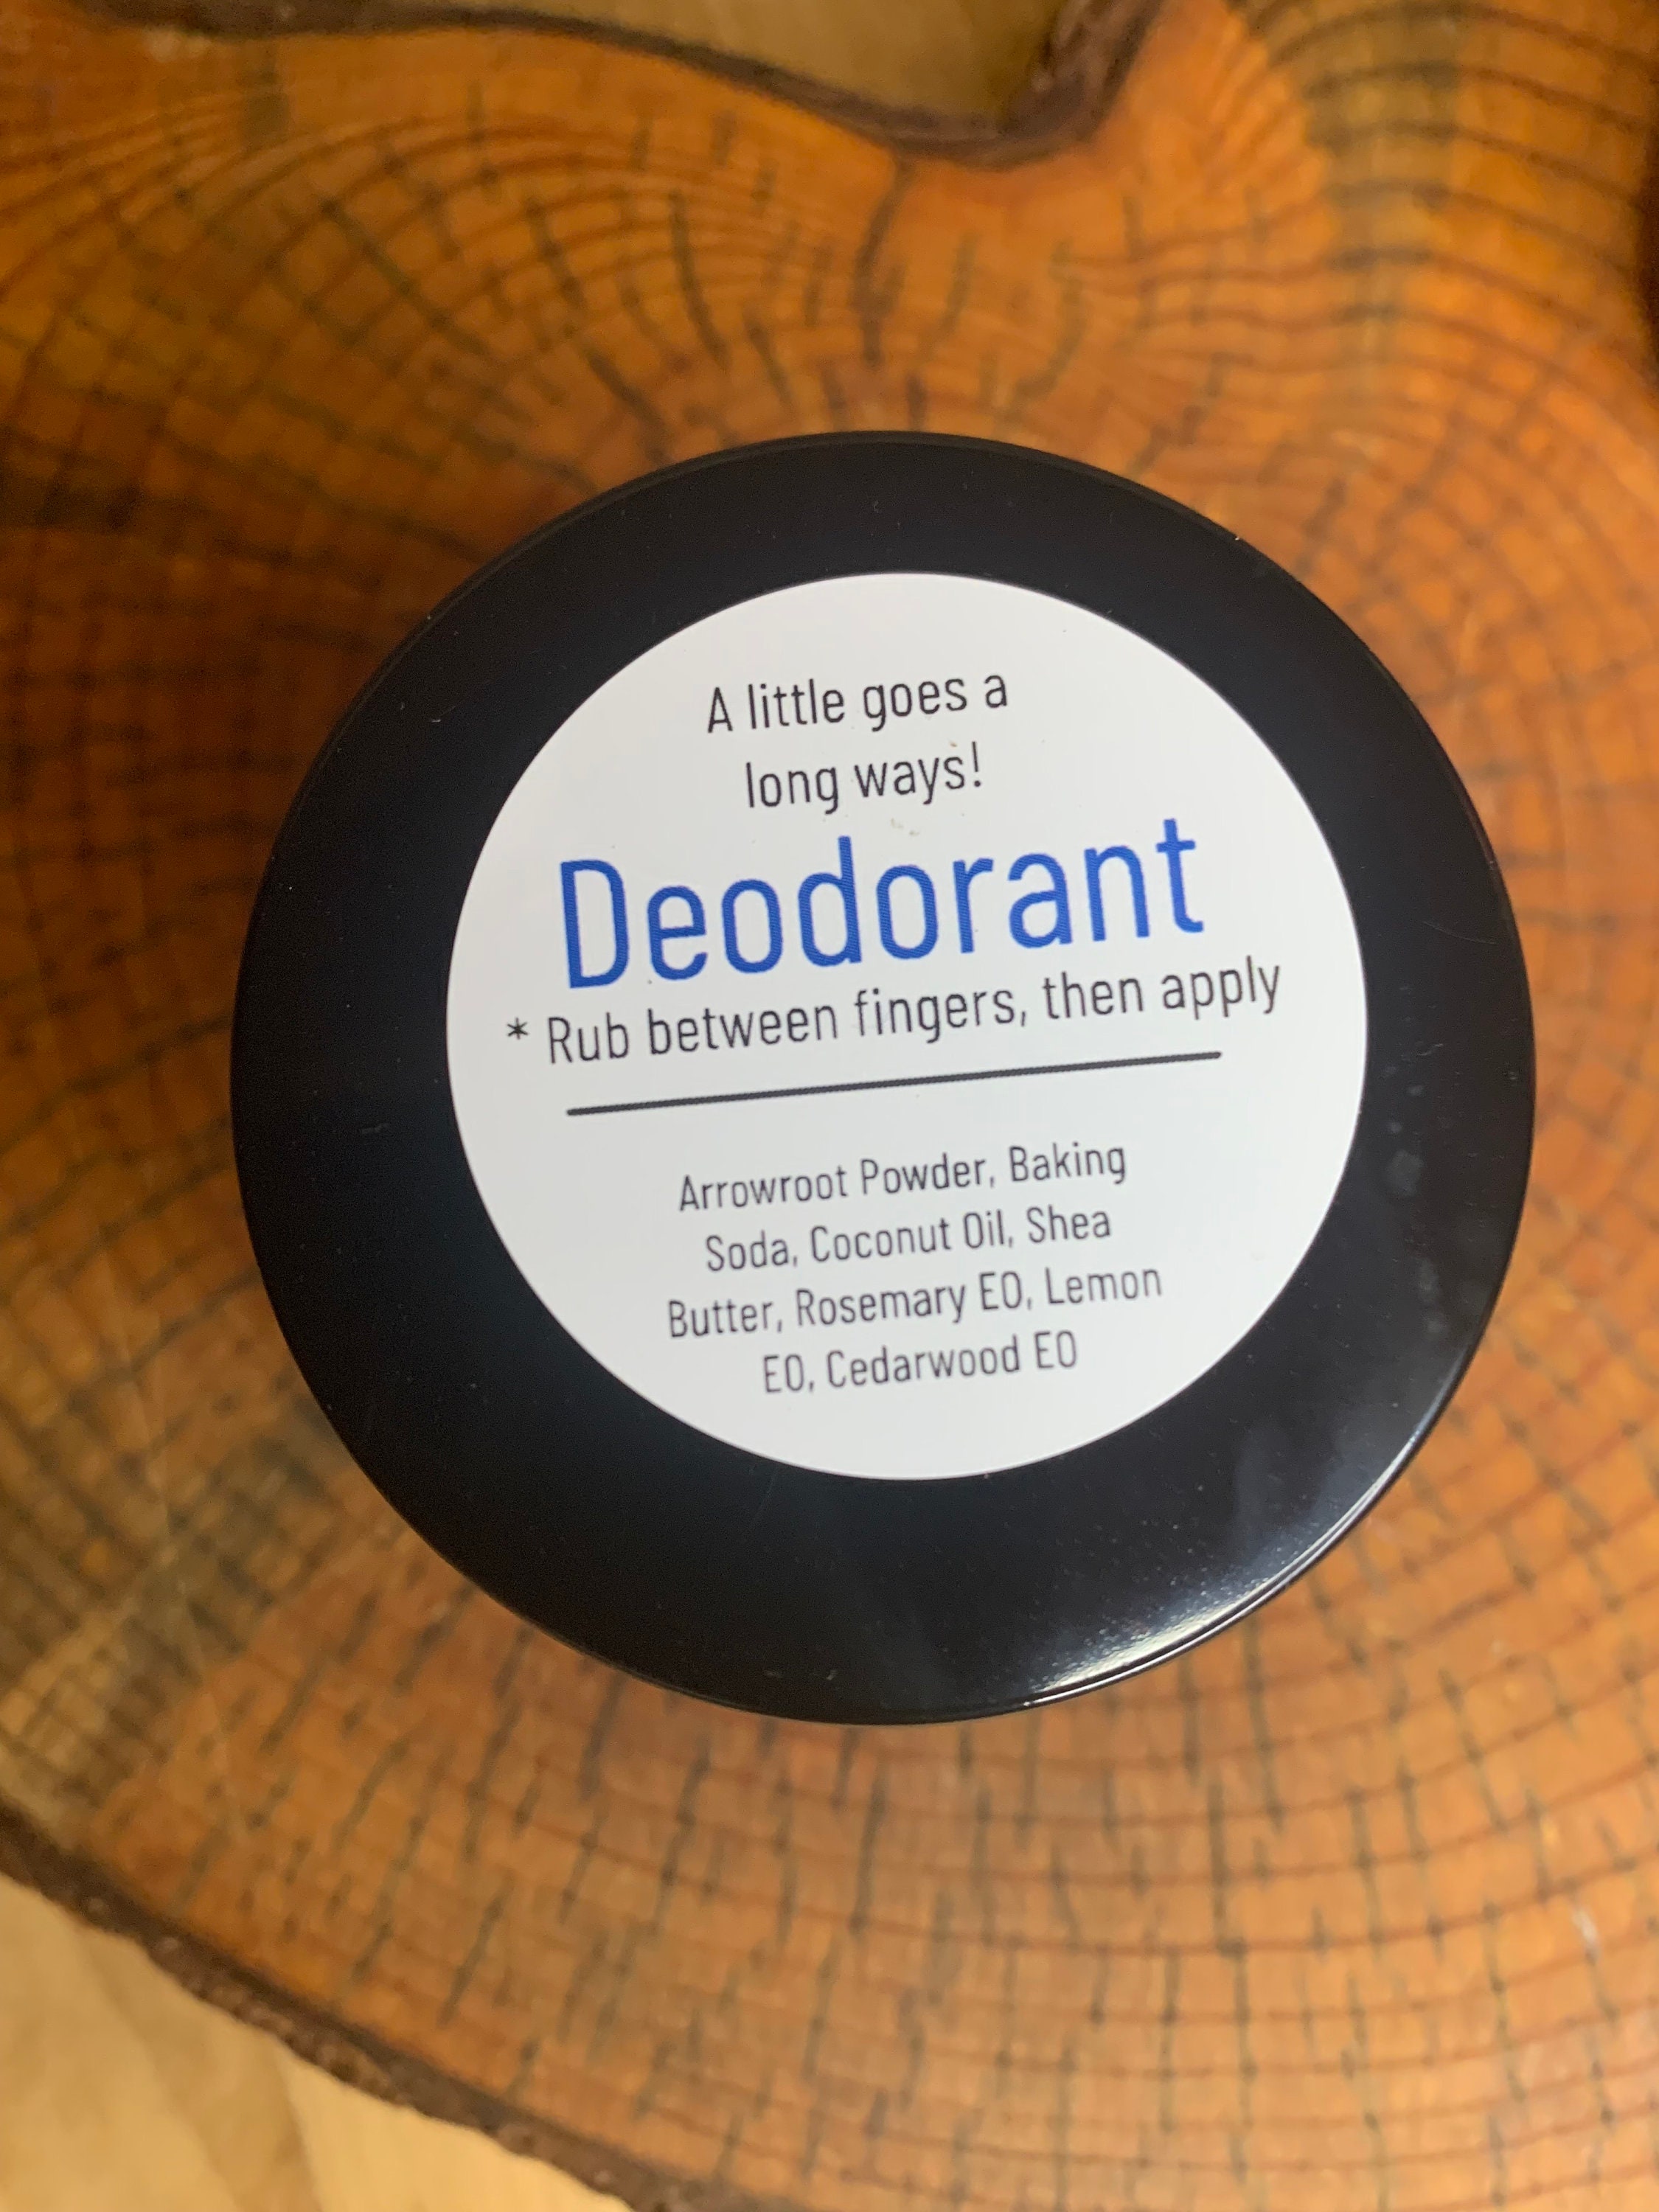 A little goes a
long ways!
Deodorant
* Rub between fingers, then apply
Arrowroot Powder, Baking
Soda, Coconut Oil, Shea
Butter, Rosemary EO, Lemon
EO, Cedarwood EO